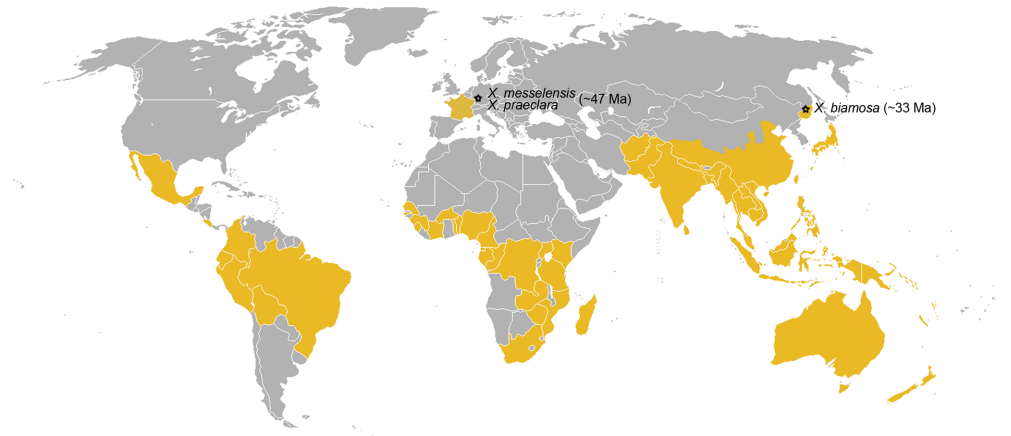 X. messelensis
X. praeclara (~47 Ma)
X. biamosa (~33 Ma)